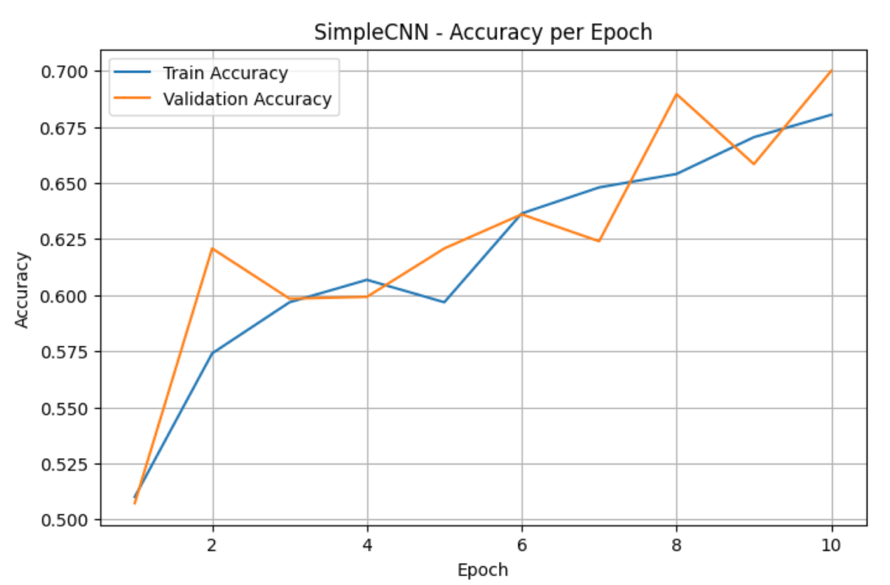 SimpleCNN - Accuracy per Epoch
Train Accuracy
Validation Accuracy
Accuracy
0.700
0.675
0.650
0.625
0.600
0.575
0.550
0.525
0.500
2 4 6 8 10
Epoch